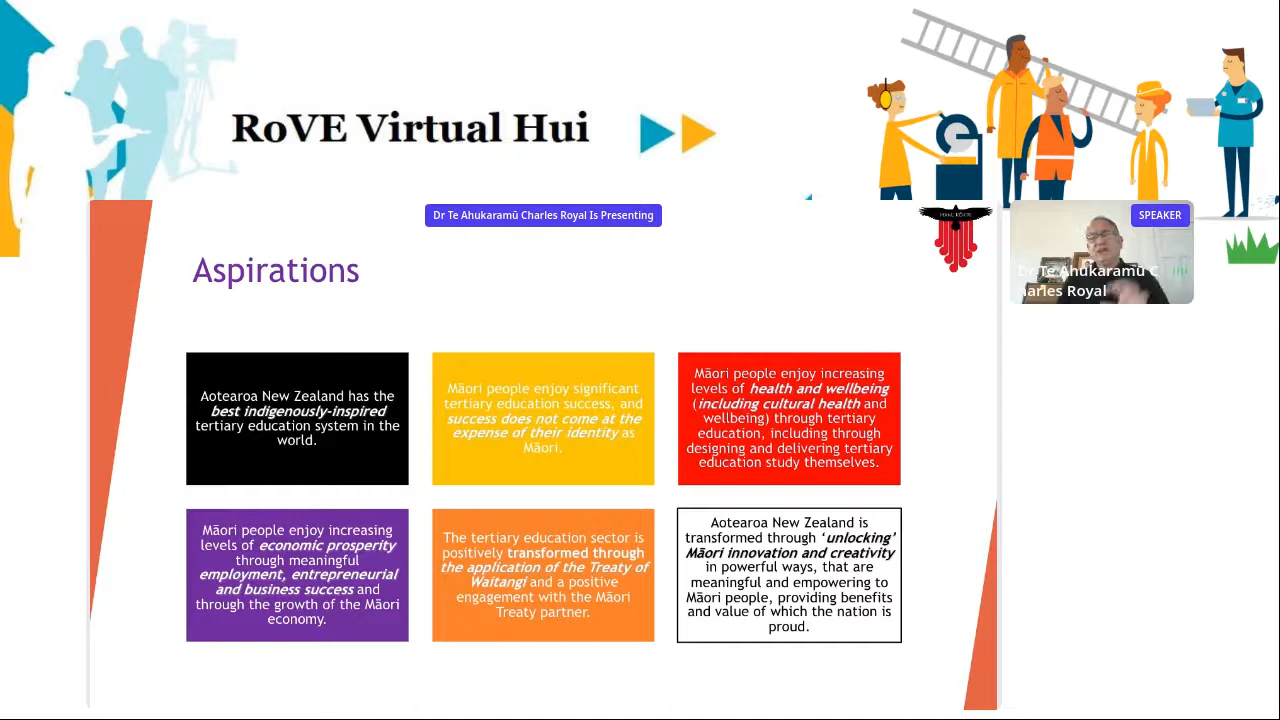 RoVE Virtual Hui
Dr Te Ahukaramū Charles Royal Is Presenting
SPEAKER
Dr Te Ahukaramū C
harles Royal
Aspirations
Aotearoa New Zealand has the
best indigenously-inspired
tertiary education system in the
world.
Māori people enjoy significant
tertiary education success, and
success does not come at the
expense of their identity as
Māori.
Māori people enjoy increasing
levels of health and wellbeing
(including cultural health and
wellbeing) through tertiary
education, including through
designing and delivering tertiary
education study themselves.
Māori people enjoy increasing
levels of economic prosperity
through meaningful
employment, entrepreneurial
and business success and
through the growth of the Māori
economy.
The tertiary education sector is
positively transformed through
the application of the Treaty of
Waitangi and a positive
engagement with the Māori
Treaty partner.
Aotearoa New Zealand is
transformed through ‘unlocking’
Māori innovation and creativity
in powerful ways, that are
meaningful and empowering to
Māori people, providing benefits
and value of which the nation is
proud.